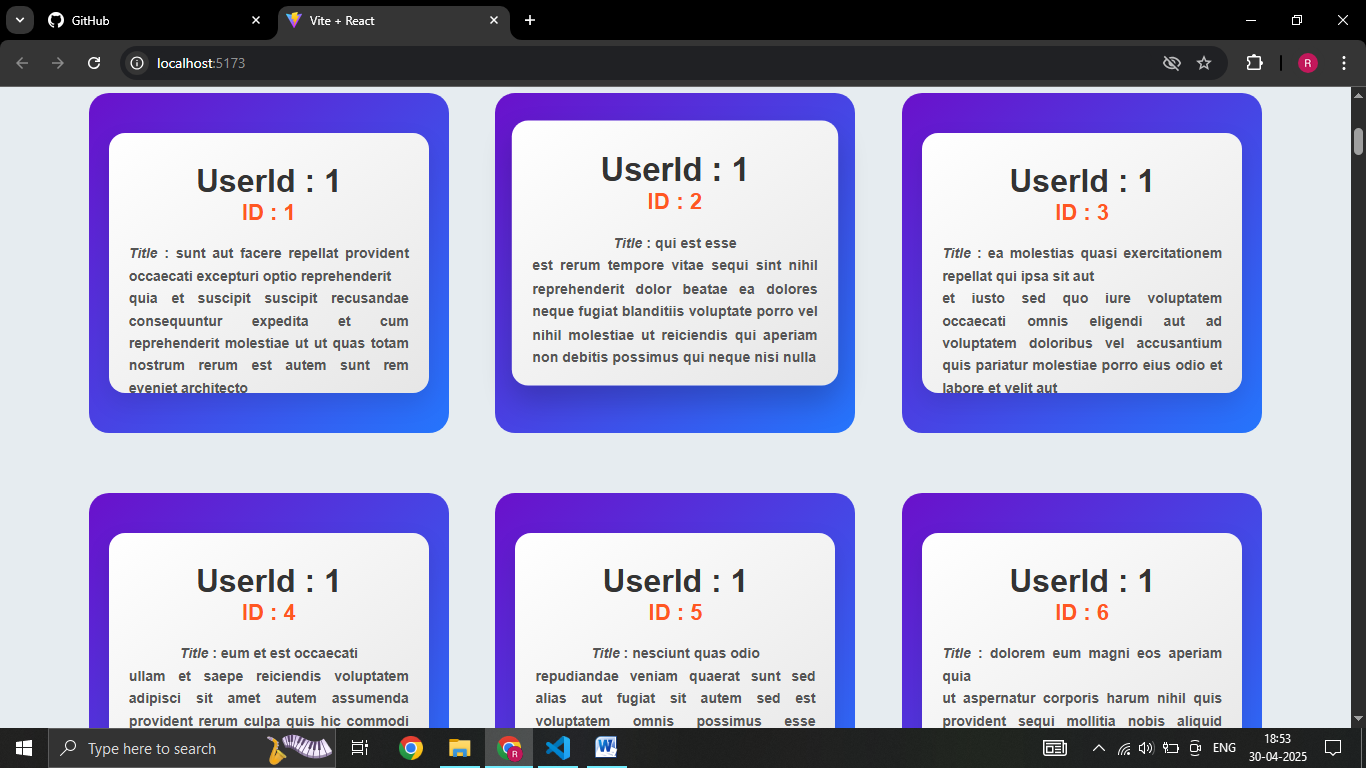 GitHub
Vite + React
localhost:5173
R
UserId : 1
ID : 1
Title : sunt aut facere repellat provident
occaecati excepturi optio reprehenderit
quia et suscipit suscipit recusandae
consequuntur expedita et cum
reprehenderit molestiae ut ut quas totam
nostrum rerum est autem sunt rem
eveniet architecto
UserId : 1
ID : 2
Title : qui est esse
est rerum tempore vitae sequi sint nihil
reprehenderit dolor beatae ea dolores
neque fugiat blanditiis voluptate porro vel
nihil molestiae ut reiciendis qui aperiam
non debitis possimus qui neque nisi nulla
UserId : 1
ID : 3
Title : ea molestias quasi exercitationem
repellat qui ipsa sit aut
et iusto sed quo iure voluptatem
occaecati omnis eligendi aut ad
voluptatem doloribus vel accusantium
quis pariatur molestiae porro eius odio et
labore et velit aut
UserId : 1
ID : 4
Title : eum et est occaecati
ullam et saepe reiciendis voluptatem
adipisci sit amet autem assumenda
provident rerum culpa quis hic commodi
UserId : 1
ID : 5
Title : nesciunt quas odio
repudiandae veniam quaerat sunt sed
alias aut fugiat sit autem sed est
voluptatem omnis possimus esse
UserId : 1
ID : 6
Title : dolorem eum magni eos aperiam
quia
ut aspernatur corporis harum nihil quis
provident sequi mollitia nobis aliquid
Type here to search
R
W
ENG
18:53
30-04-2025